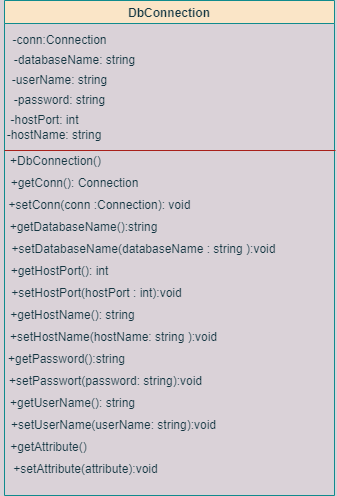 DbConnection
-conn:Connection
-databaseName: string
-userName: string
-password: string
-hostPort: int
-hostName: string
+DbConnection()
+getConn(): Connection
+setConn(conn :Connection): void
+getDatabaseName():string
+setDatabaseName(databaseName : string ):void
+getHostPort(): int
+setHostPort(hostPort : int):void
+getHostName(): string
+setHostName(hostName: string ):void
+getPassword():string
+setPasswort(password: string):void
+getUserName(): string
+setUserName(userName: string):void
+getAttribute()
+setAttribute(attribute):void